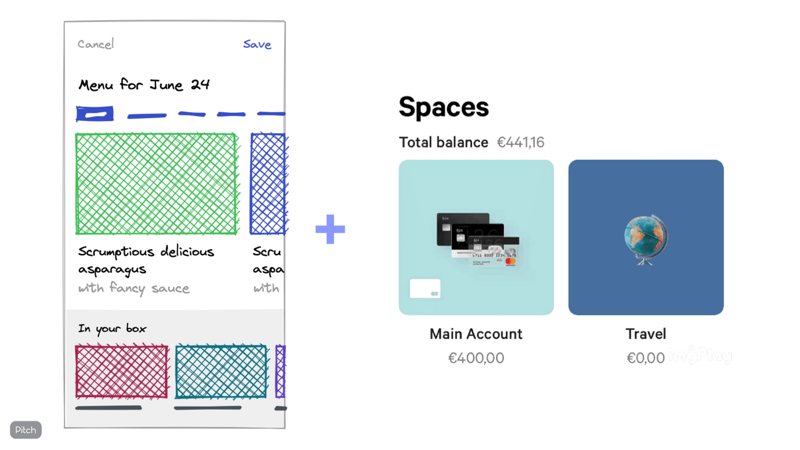 Cancel
Save
Menu for June 24
Scrumptious delicious
asparagus
with fancy sauce
Scru
aspa
with
In your box
Spaces
Total balance €441,16
Main Account
€400,00
Travel
€0,00
Pitch